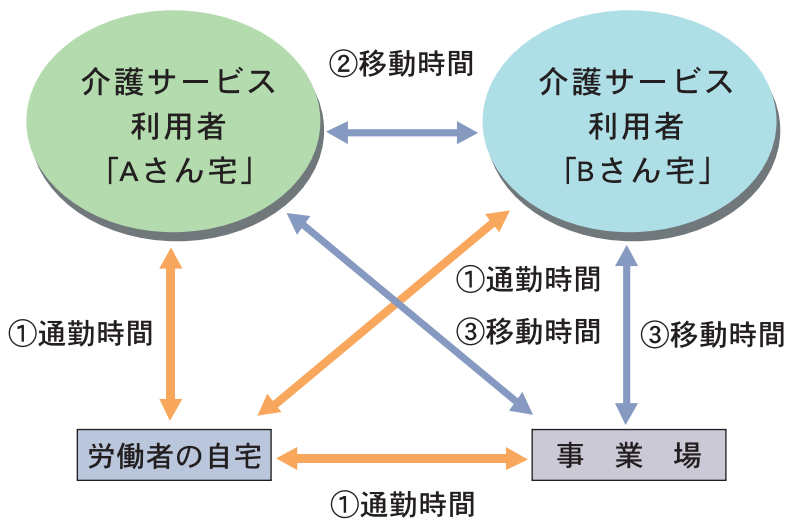 介護サービス
利用者
「Aさん宅」
②移動時間
介護サービス
利用者
「Bさん宅」
①通勤時間
①通勤時間
③移動時間
③移動時間
労働者の自宅
事　業　場
①通勤時間